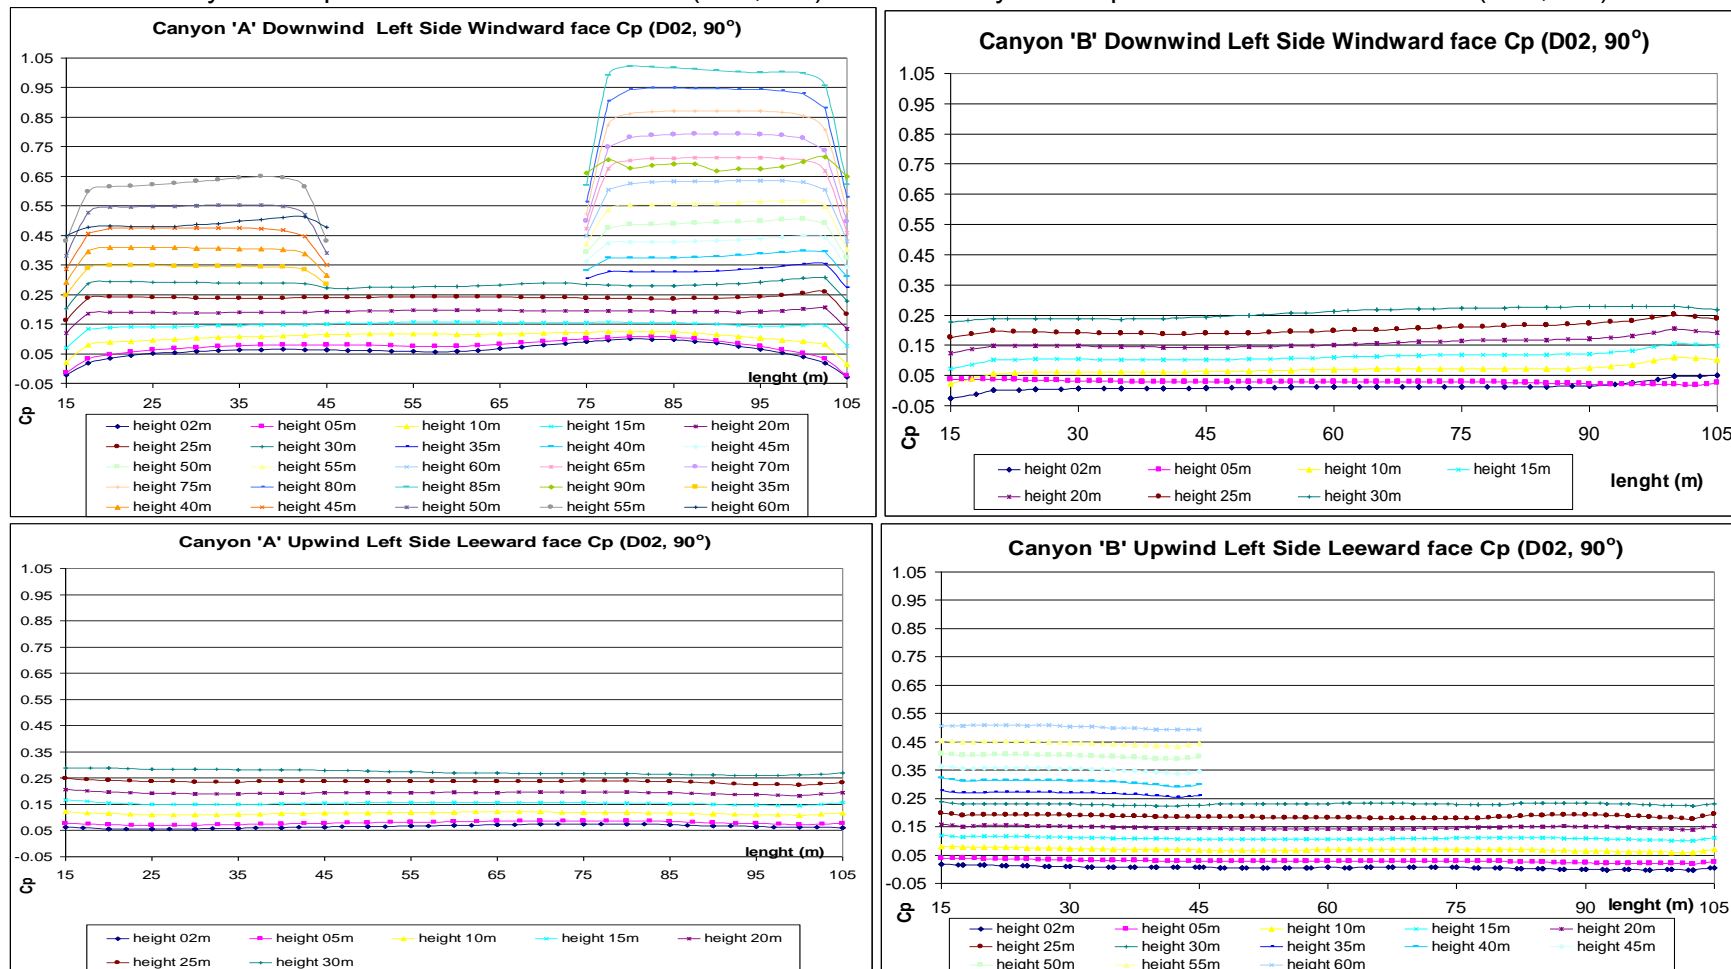 Canyon 'A' Downwind  Left Side Windward face Cp (D02, 90°)
1.05
0.95
0.85
0.75
0.65
0.55
0.45
0.35
0.25
0.15
0.05
-0.05
lenght (m)
15 25 35 45 55 65 75 85 95 105
Cp
height 02m height 05m height 10m height 15m height 20m
height 25m height 30m height 35m height 40m height 45m
height 50m height 55m height 60m height 65m height 70m
height 75m height 80m height 85m height 90m height 35m
height 40m height 45m height 50m height 55m height 60m
Canyon 'B' Downwind Left Side Windward face Cp (D02, 90°)
1.05
0.95
0.85
0.75
0.65
0.55
0.45
0.35
0.25
0.15
0.05
-0.05
15 30 45 60 75 90 105
Cp
height 02m height 05m height 10m height 15m
height 20m height 25m height 30m
lenght (m)
Canyon 'A' Upwind Left Side Leeward face Cp (D02, 90°)
1.05
0.95
0.85
0.75
0.65
0.55
0.45
0.35
0.25
0.15
0.05
-0.05
lenght (m)
15 25 35 45 55 65 75 85 95 105
Cp
height 02m height 05m height 10m height 15m height 20m
height 25m height 30m
Canyon 'B' Upwind Left Side Leeward face Cp (D02, 90°)
1.05
0.95
0.85
0.75
0.65
0.55
0.45
0.35
0.25
0.15
0.05
-0.05
15 30 45 60 75 90 105
lenght (m)
Cp
height 02m height 05m height 10m height 15m height 20m
height 25m height 30m height 35m height 40m height 45m
height 50m height 55m height 60m